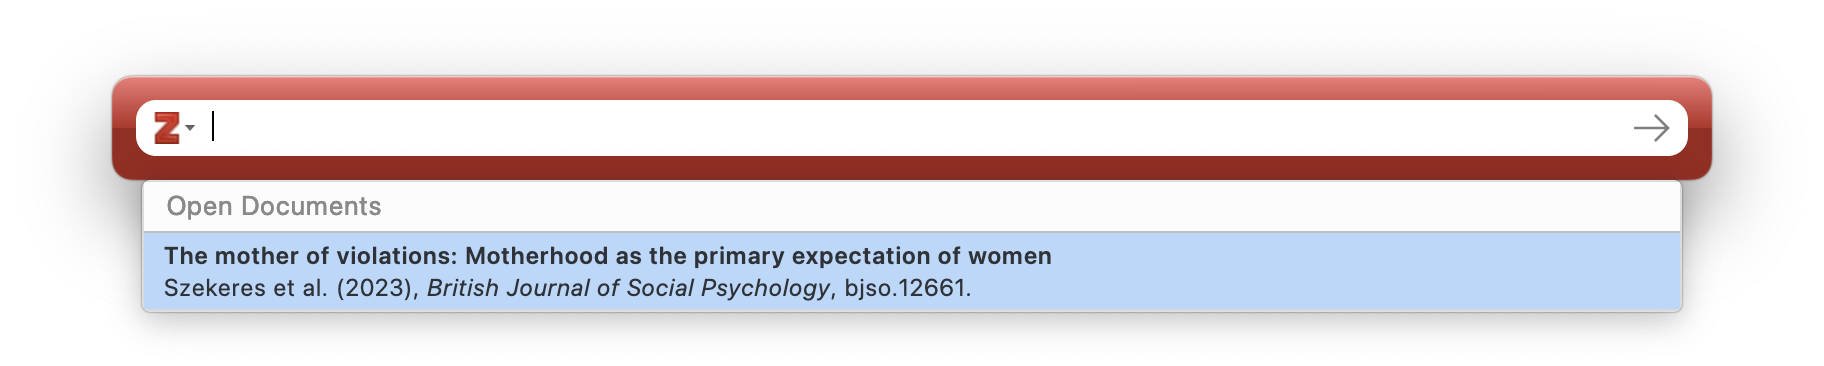 Z
Open Documents
The mother of violations: Motherhood as the primary expectation of women
Szekeres et al. (2023), British Journal of Social Psychology, bjso.12661.